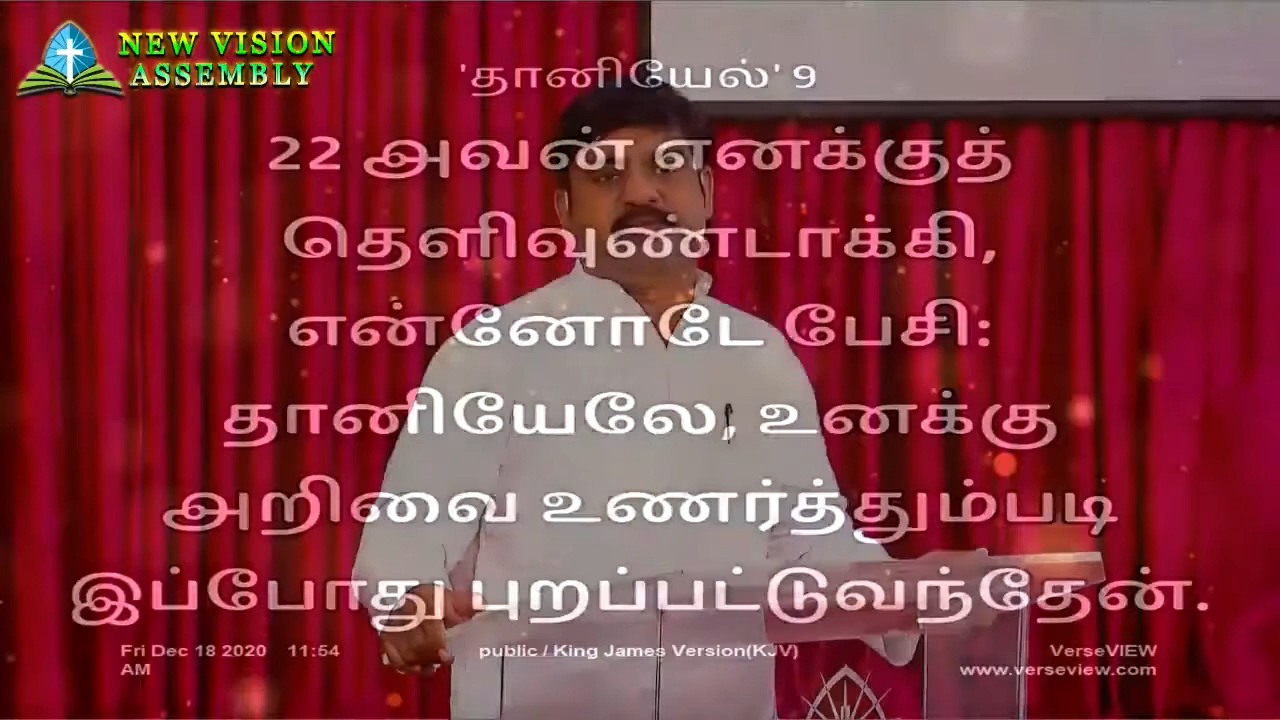 NEW VISION
ASSEMBLY
'தானியேல்' 9
22 அவன் எனக்குத்
தெளிவுண்டாக்கி,
என்னோடே பேசி:
தானியேலே, உனக்கு
அறிவை உணர்த்தும்படி
இப்போது புறப்பட்டுவந்தேன்.
Fri Dec 18 2020 11:54
AM
public / King James Version(KJV)
VerseVIEW
www.verseview.com